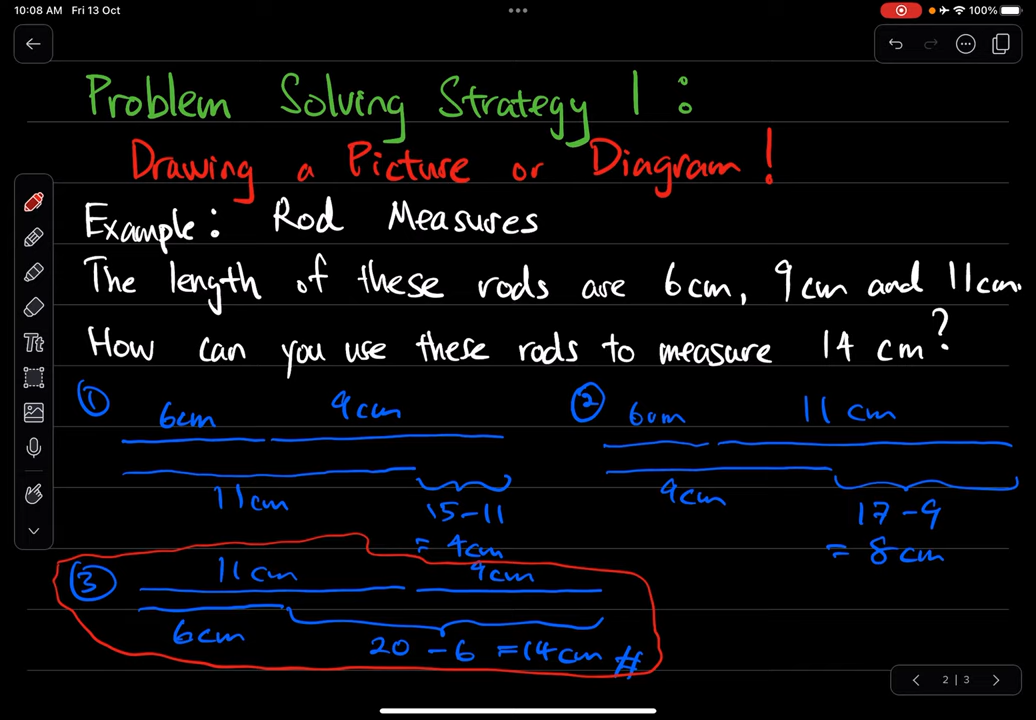 10:08 AM Fri 13 Oct
100%
Problem Solving Strategy 1:
Drawing a Picture or Diagram!
Example: Rod Measures
The length of these rods are 6cm, 9cm and 11cm.
How can you use these rods to measure 14 cm?
① 6cm 9cm
11cm
15-11
= 4cm
② 6cm 11cm
9cm
17-9
= 8cm
③ 11cm 9cm
6cm
20-6 =14cm #
Tt
2 | 3